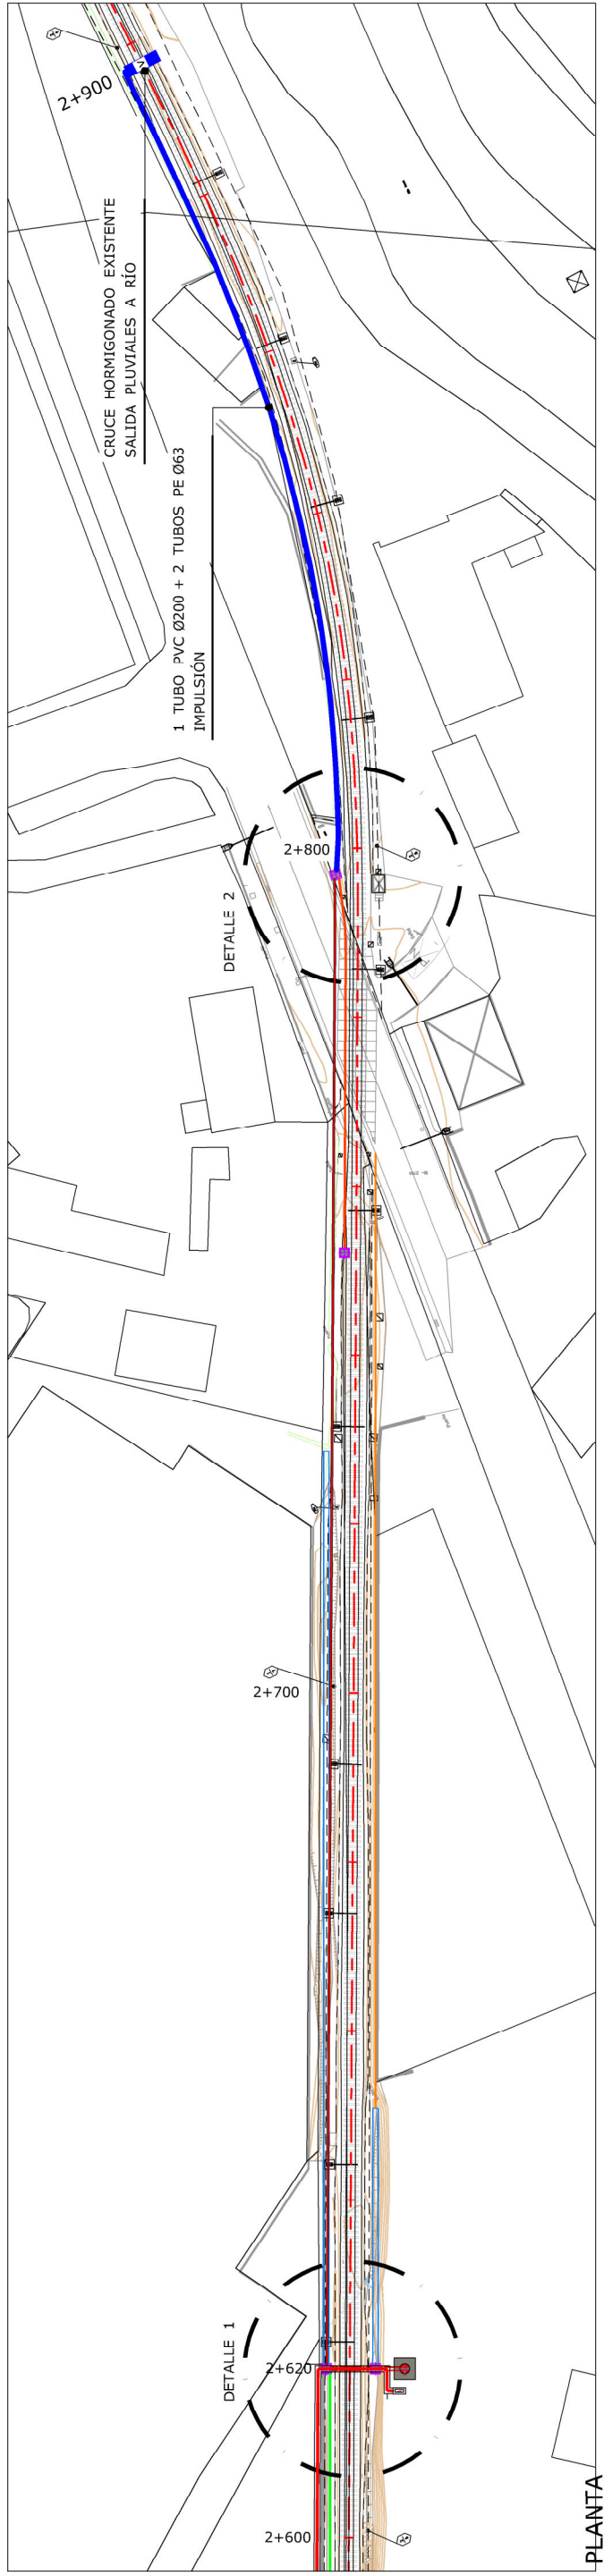 2+900
CRUCE HORMIGONADO EXISTENTE
SALIDA PLUVIALES A RÍO
1 TUBO PVC Ø200 + 2 TUBOS PE Ø63
IMPULSIÓN
2+800
DETALLE 2
2+700
DETALLE 1
2+620
2+600
PLANTA